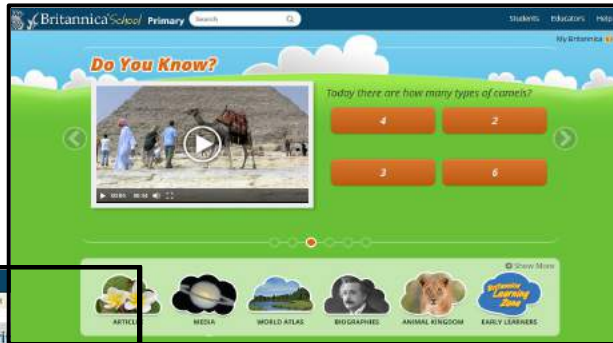 Britannica School Primary Search Students Educators Help
My Britannica
Do You Know?
Today there are how many types of camels?
4 2
3 6
Show More
ARTICLES MEDIA WORLD ATLAS BIOGRAPHIES ANIMAL KINGDOM EARLY LEARNERS
Britannica
Learning
Zone